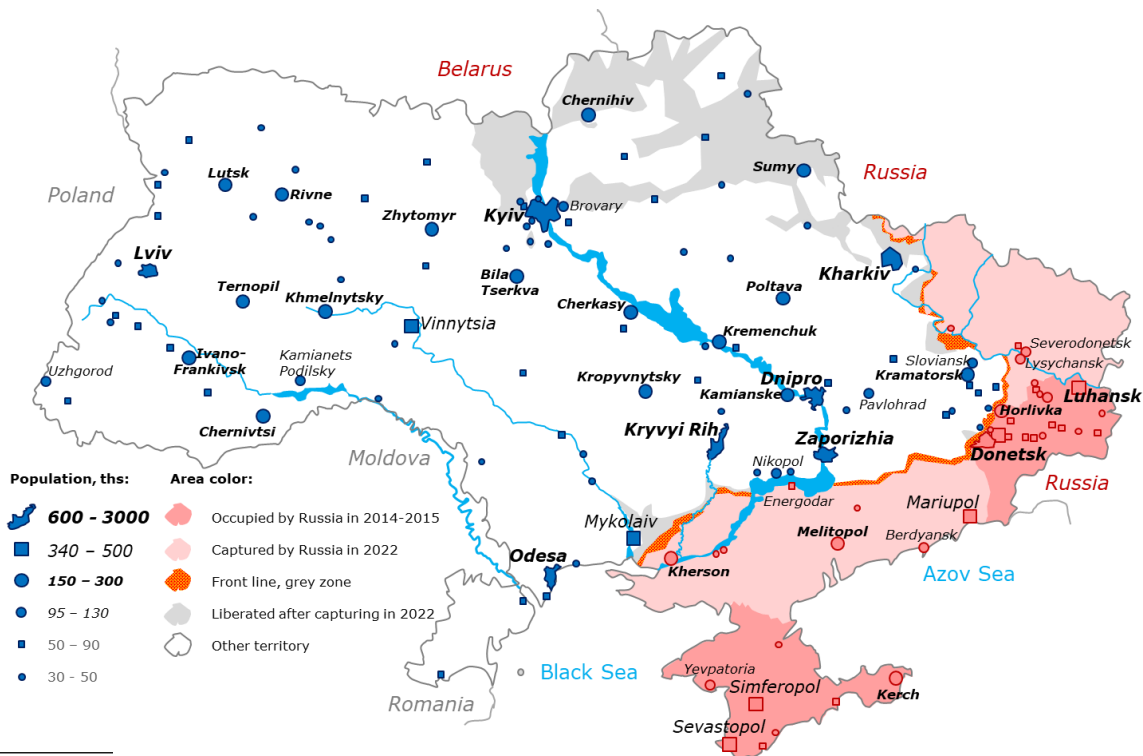 Belarus
Chernihiv
Sumy
Russia
Poland
Lutsk
Rivne
Zhytomyr
Kyiv
Brovary
Lviv
Kharkiv
Ternopil
Khmelnytsky
Bila
Tserkva
Cherkasy
Poltava
Vinnytsia
Kremenchuk
Uzhgorod
Ivano-
Frankivsk
Kamianets
Podilsky
Severodonetsk
Sloviansk
Lysychansk
Kramatorsk
Kropyvnytsky
Dnipro
Kamianske
Pavlohrad
Luhansk
Horlivka
Chernivtsi
Kryvyi Rih
Zaporizhia
Donetsk
Moldova
Nikopol
Energodar
Russia
Mariupol
Mykolaiv
Melitopol
Berdyansk
Odesa
Kherson
Azov Sea
Population, ths:
600 - 3000
340 – 500
150 – 300
95 – 130
50 – 90
30 - 50
Area color:
Occupied by Russia in 2014-2015
Captured by Russia in 2022
Front line, grey zone
Liberated after capturing in 2022
Other territory
Black Sea
Romania
Yevpatoria
Simferopol
Kerch
Sevastopol